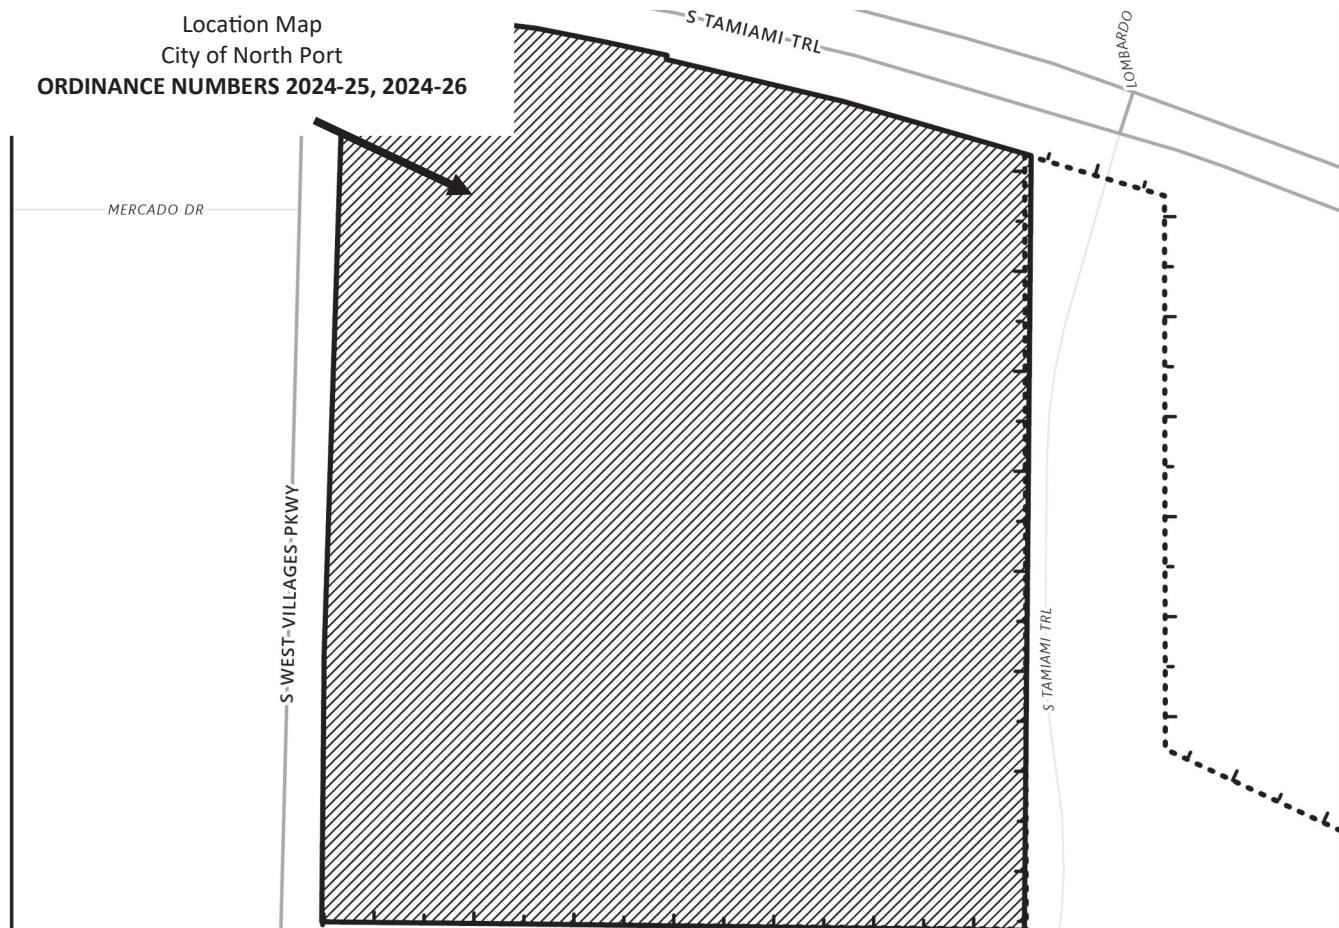 Location Map
City of North Port
ORDINANCE NUMBERS 2024-25, 2024-26
S TAMIAMI TRL
LOMBARDO
MERCADO DR
S WEST VILLAGES PKWY
S TAMIAMI TRL